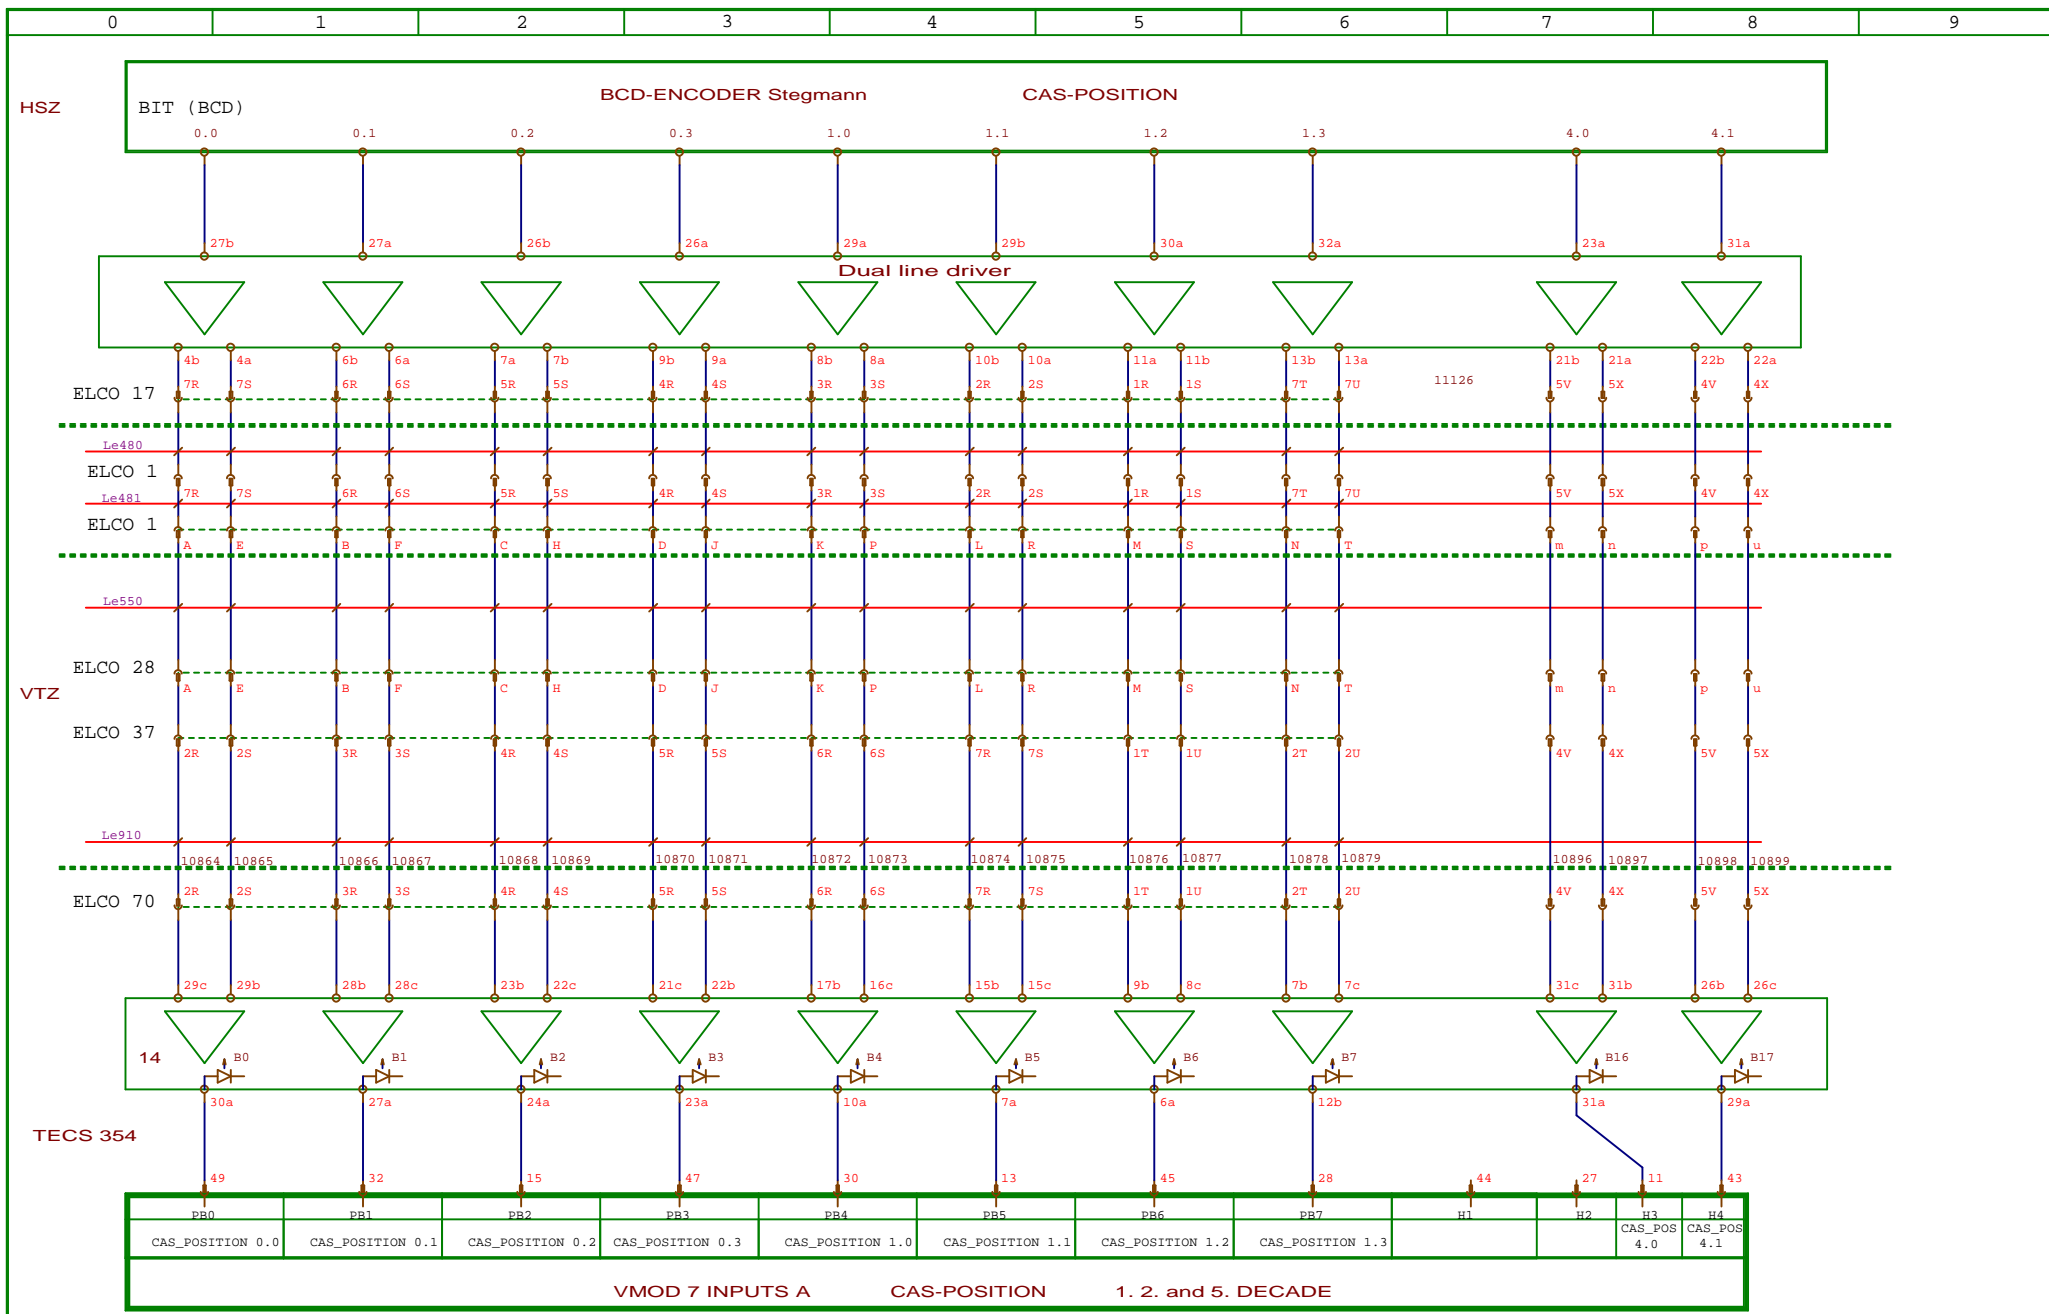 0 1 2 3 4 5 6 7 8 9
BCD-ENCODER Stegmann CAS-POSITION
HSZ BIT (BCD)
0.0 0.1 0.2 0.3 1.0 1.1 1.2 1.3 4.0 4.1
27b 27a 26b 26a 29a 29b 30a 32a 23a 31a
Dual line driver
4b 4a 6b 6a 7a 7b 9b 9a 8b 8a 10b 10a 11a 11b 13b 13a 21b 21a 22b 22a
7R 7S 6R 6S 5R 5S 4R 4S 3R 3S 2R 2S 1R 1S 7T 7U 11126 5V 5X 4V 4X
ELCO 17
Le480
ELCO 1
Le481
7R 7S 6R 6S 5R 5S 4R 4S 3R 3S 2R 2S 1R 1S 7T 7U 5V 5X 4V 4X
ELCO 1
A E B F C H D J K P L R M S N T m n p u
Le550
ELCO 28
VTZ
A E B F C H D J K P L R M S N T m n p u
ELCO 37
2R 2S 3R 3S 4R 4S 5R 5S 6R 6S 7R 7S 1T 1U 2T 2U 4V 4X 5V 5X
Le910
10864 10865 10866 10867 10868 10869 10870 10871 10872 10873 10874 10875 10876 10877 10878 10879 10896 10897 10898 10899
2R 2S 3R 3S 4R 4S 5R 5S 6R 6S 7R 7S 1T 1U 2T 2U 4V 4X 5V 5X
ELCO 70
29c 29b 28b 28c 23b 22c 21c 22b 17b 16c 15b 15c 9b 8c 7b 7c 31c 31b 26b 26c
14 B0 B1 B2 B3 B4 B5 B6 B7 B16 B17
30a 27a 24a 23a 10a 7a 6a 12b 31a 29a
TECS 354
49 32 15 47 30 13 45 28 44 27 11 43
PB0 PB1 PB2 PB3 PB4 PB5 PB6 PB7 H1 H2 H3 H4
CAS_POSITION 0.0 CAS_POSITION 0.1 CAS_POSITION 0.2 CAS_POSITION 0.3 CAS_POSITION 1.0 CAS_POSITION 1.1 CAS_POSITION 1.2 CAS_POSITION 1.3 CAS_POS 4.0 CAS_POS 4.1
VMOD 7 INPUTS A CAS-POSITION 1. 2. and 5. DECADE